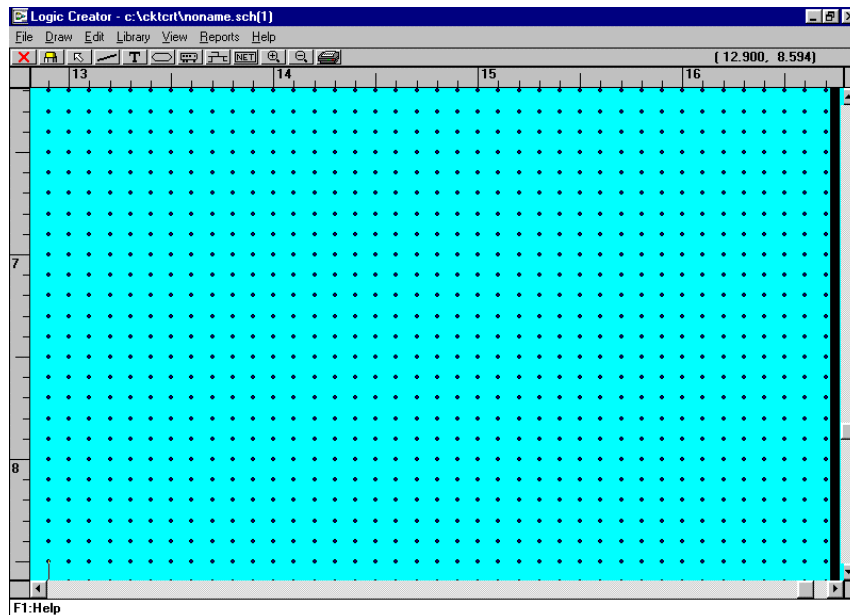 Logic Creator - c:\cktcrt\noname.sch(1)
File Draw Edit Library View Reports Help
T NET ( 12.900, 8.594)
13 14 15 16
7
8
F1:Help